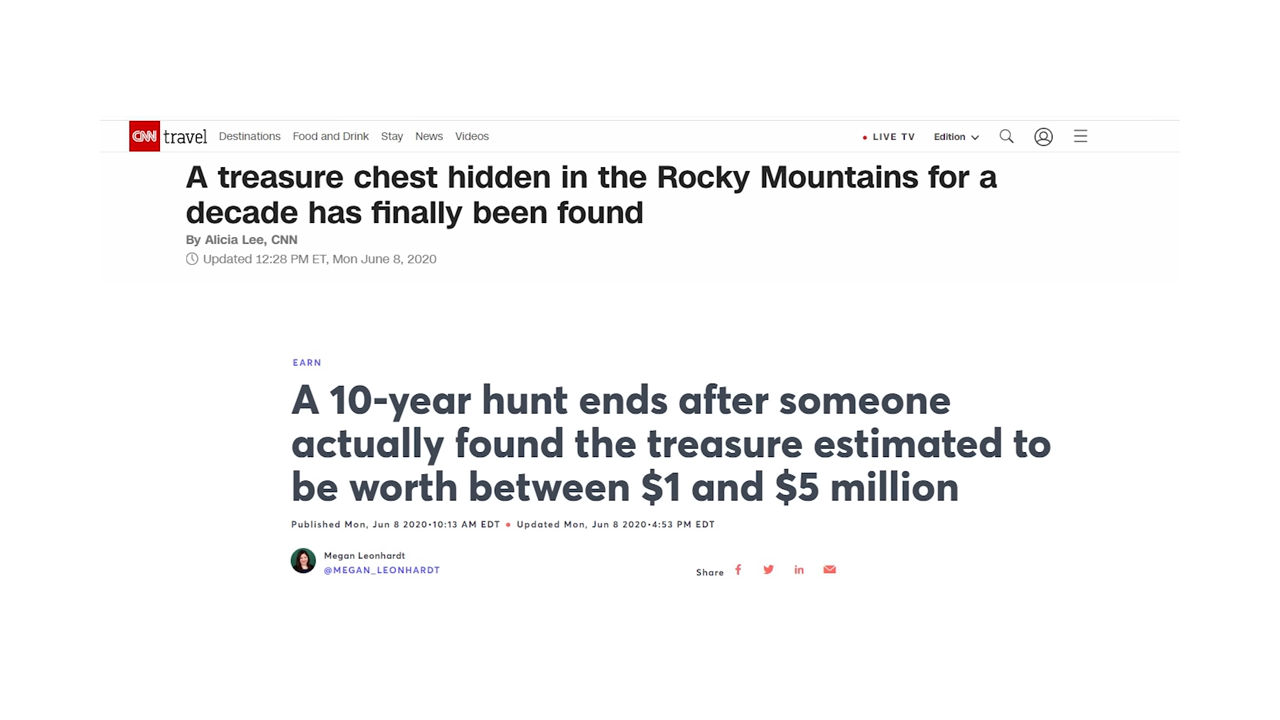 CNN travel Destinations Food and Drink Stay News Videos • LIVE TV Edition
A treasure chest hidden in the Rocky Mountains for a
decade has finally been found
By Alicia Lee, CNN
Updated 12:28 PM ET, Mon June 8, 2020
EARN
A 10-year hunt ends after someone
actually found the treasure estimated to
be worth between $1 and $5 million
Published Mon, Jun 8 2020•10:13 AM EDT • Updated Mon, Jun 8 2020•4:53 PM EDT
Megan Leonhardt
@MEGAN_LEONHARDT
Share